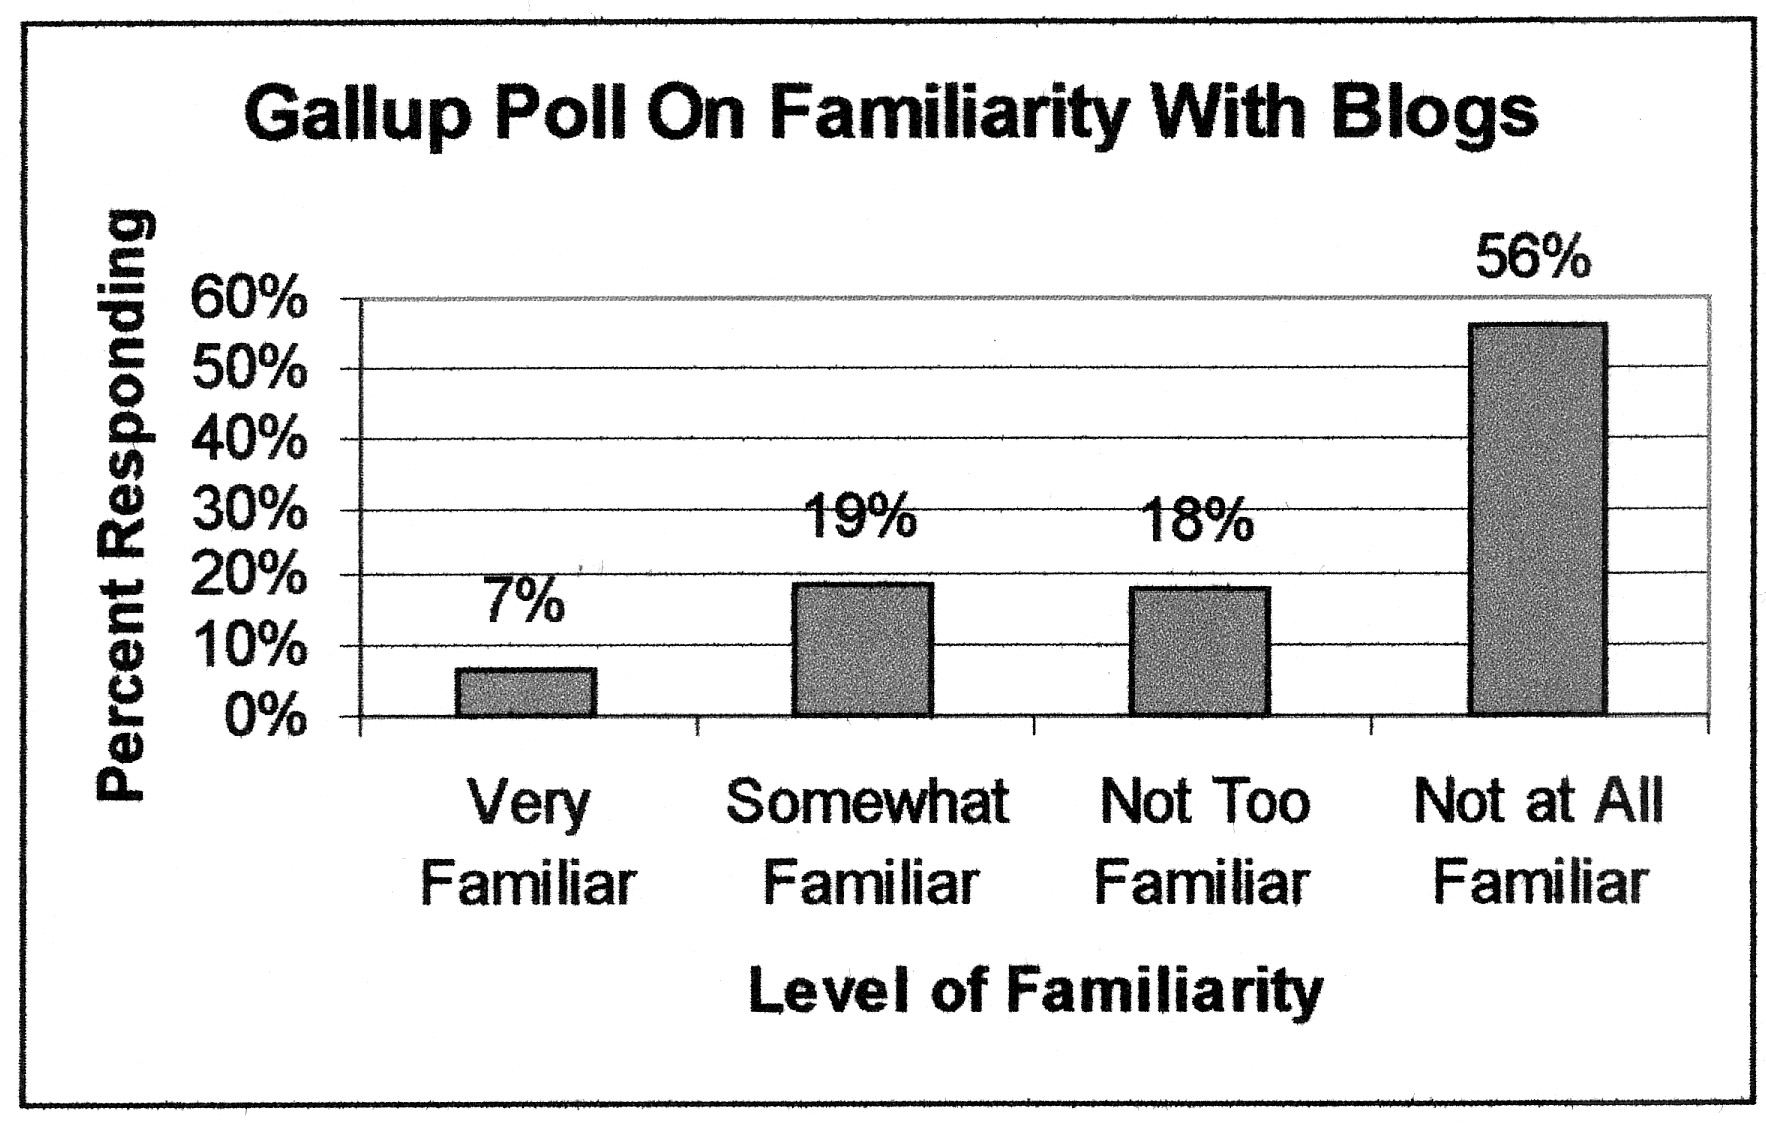 Gallup Poll On Familiarity With Blogs
Percent Responding
60%
50%
40%
30%
20%
10%
0%
7%
19%
18%
56%
Very
Familiar
Somewhat
Familiar
Not Too
Familiar
Not at All
Familiar
Level of Familiarity